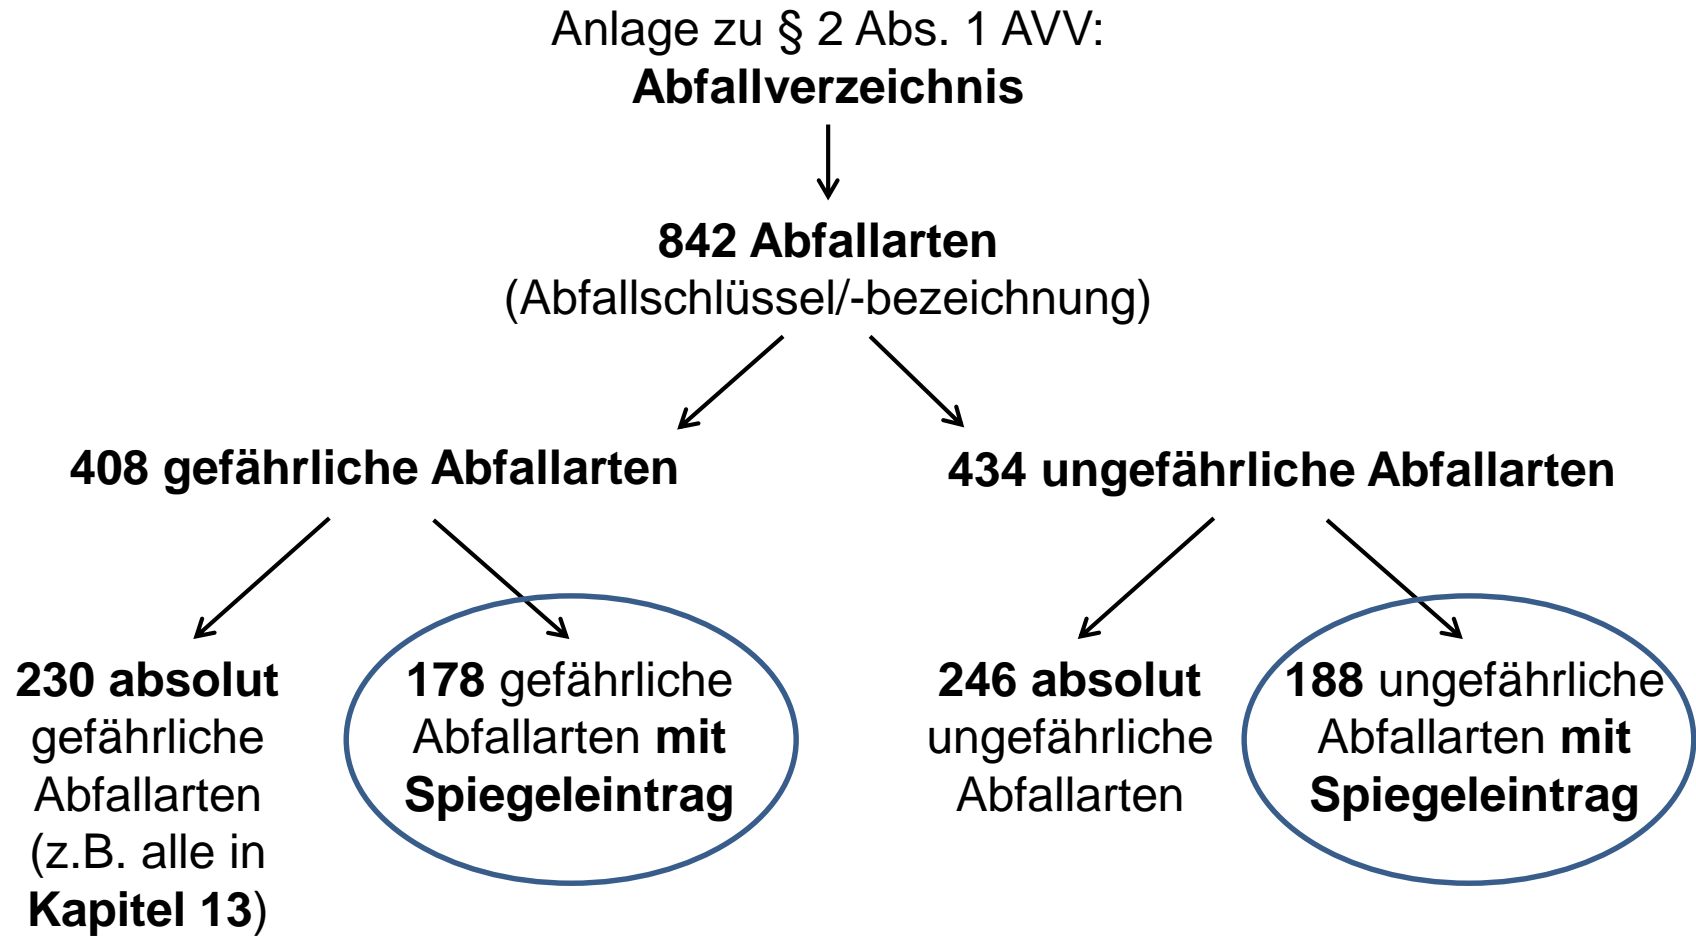 Anlage zu § 2 Abs. 1 AVV:
Abfallverzeichnis
842 Abfallarten
(Abfallschlüssel/-bezeichnung)
408 gefährliche Abfallarten
434 ungefährliche Abfallarten
230 absolut
gefährliche
Abfallarten
(z.B. alle in
Kapitel 13)
178 gefährliche
Abfallarten mit
Spiegeleintrag
246 absolut
ungefährliche
Abfallarten
188 ungefährliche
Abfallarten mit
Spiegeleintrag